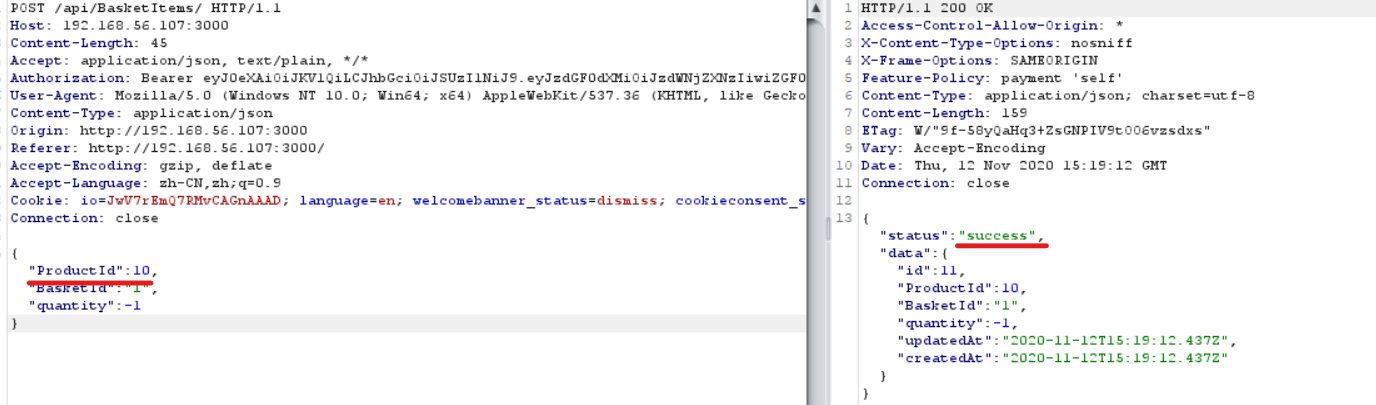 POST /api/BasketItems/ HTTP/1.1
Host: 192.168.56.107:3000
Content-Length: 45
Accept: application/json, text/plain, */*
Authorization: Bearer eyJ0eXAiOiJKV1QiLCJhbGciOiJSUzI1NiJ9.eyJzdGF0dXMiOiJzdWNjZXNzIiwiZGF0
User-Agent: Mozilla/5.0 (Windows NT 10.0; Win64; x64) AppleWebKit/537.36 (KHTML, like Gecko
Content-Type: application/json
Origin: http://192.168.56.107:3000
Referer: http://192.168.56.107:3000/
Accept-Encoding: gzip, deflate
Accept-Language: zh-CN,zh;q=0.9
Cookie: io=JwV7rEmQ7RMvCAGnAAAD; language=en; welcomebanner_status=dismiss; cookieconsent_s
Connection: close
{
"ProductId":10,
"BasketId":"1",
"quantity":-1
}
1 HTTP/1.1 200 OK
2 Access-Control-Allow-Origin: *
3 X-Content-Type-Options: nosniff
4 X-Frame-Options: SAMEORIGIN
5 Feature-Policy: payment 'self'
6 Content-Type: application/json; charset=utf-8
7 Content-Length: 159
8 ETag: W/"9f-58yQaHq3+ZsGNPIV9t006vzsdxs"
9 Vary: Accept-Encoding
10 Date: Thu, 12 Nov 2020 15:19:12 GMT
11 Connection: close
12
13 {
"status":"success",
"data":{
"id":11,
"ProductId":10,
"BasketId":"1",
"quantity":-1,
"updatedAt":"2020-11-12T15:19:12.437Z",
"createdAt":"2020-11-12T15:19:12.437Z"
}
}